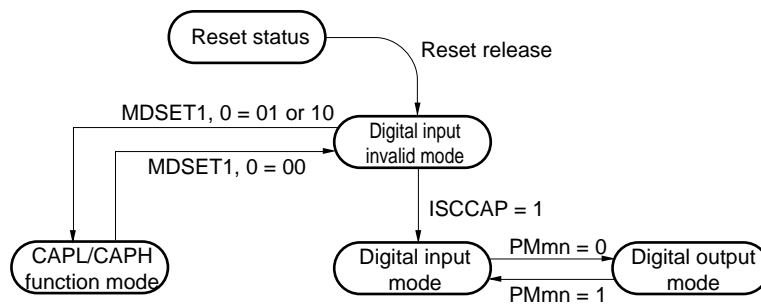 Reset status
Reset release
MDSET1, 0 = 01 or 10
Digital input
invalid mode
MDSET1, 0 = 00
ISCCAP = 1
CAPL/CAPH
function mode
Digital input
mode
PMmn = 0
PMmn = 1
Digital output
mode